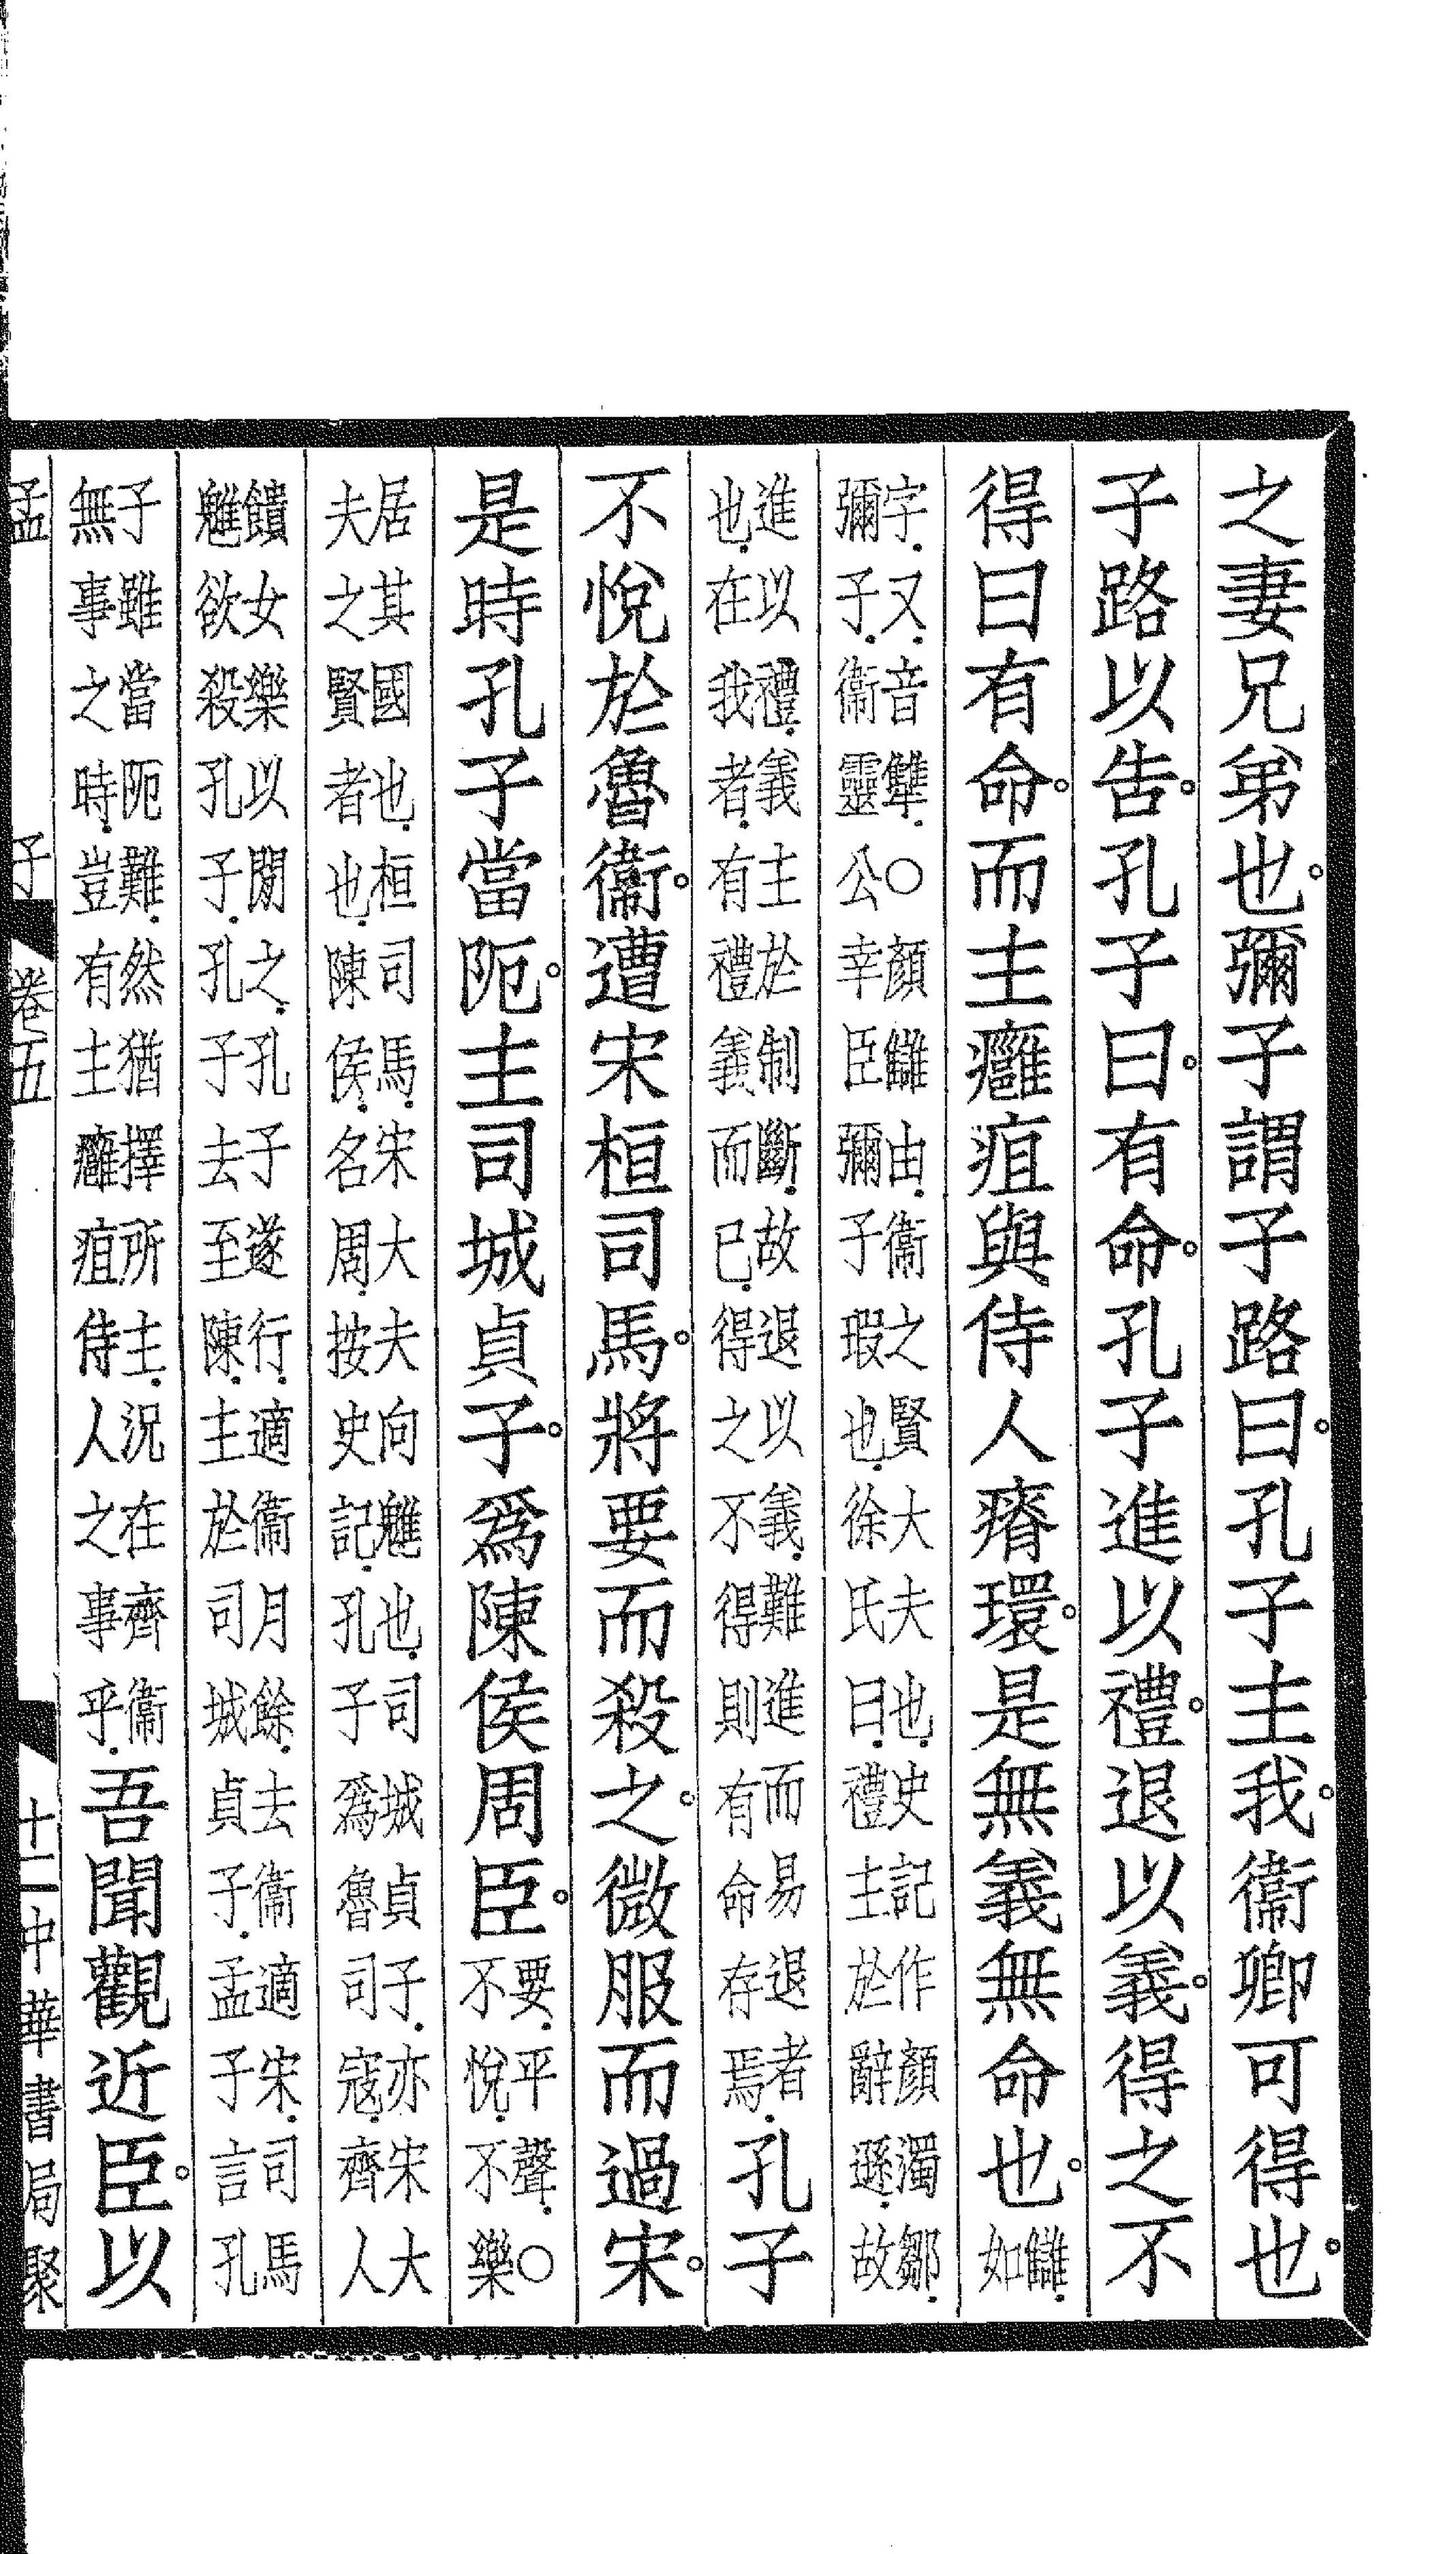 之妻兄弟也。彌子謂子路曰。孔子主我。衞卿可得也。
子路以告。孔子曰。有命。孔子進以禮。退以義。得之不
得曰有命。而主癰疽與侍人瘠環。是無義無命也。讎.
如
字.又.音犨.○顏讎由.衞之賢大夫也.史記作顏濁鄒.
彌子.衞靈公幸臣彌子瑕也.徐氏曰.禮主於辭遜.故
進以禮.義主於制斷.故退以義.難進而易退者
也.在我者.有禮義而已.得之不得則有命存焉.孔子
不悅於魯衞。遭宋桓司馬。將要而殺之。微服而過宋。
是時孔子當阨。主司城貞子。爲陳侯周臣。要.平聲.○
不悅.不樂
居其國也.桓司馬.宋大夫向魋也.司城貞子.亦宋大
夫之賢者也.陳侯.名周.按史記.孔子爲魯司寇.齊人
饋女樂以閒之.孔子遂行.適衞月餘.去衞適宋.司馬
魋欲殺孔子.孔子去至陳.主於司城貞子.孟子言孔
子雖當阨難.然猶擇所主.況在齊衞
無事之時.豈有主癰疽侍人之事乎.吾聞觀近臣。以
孟子 卷五 十二 中華書局聚